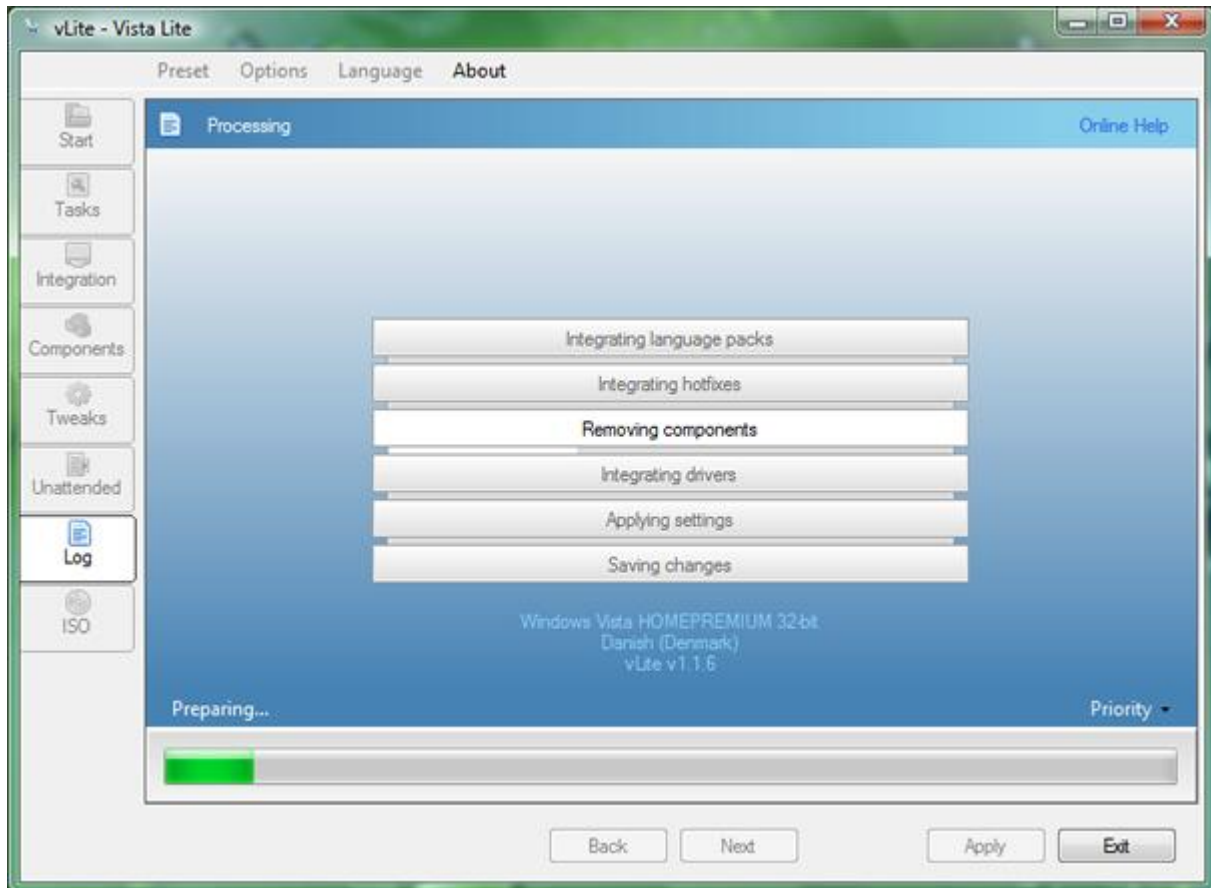 vLite - Vista Lite
Preset Options Language About
Start
Tasks
Integration
Components
Tweaks
Unattended
Log
ISO
Processing
Online Help
Integrating language packs
Integrating hotfixes
Removing components
Integrating drivers
Applying settings
Saving changes
Windows Vista HOMEPREMIUM 32-bit
Danish (Denmark)
vLite v1.1.6
Preparing...
Priority
Back Next Apply Exit